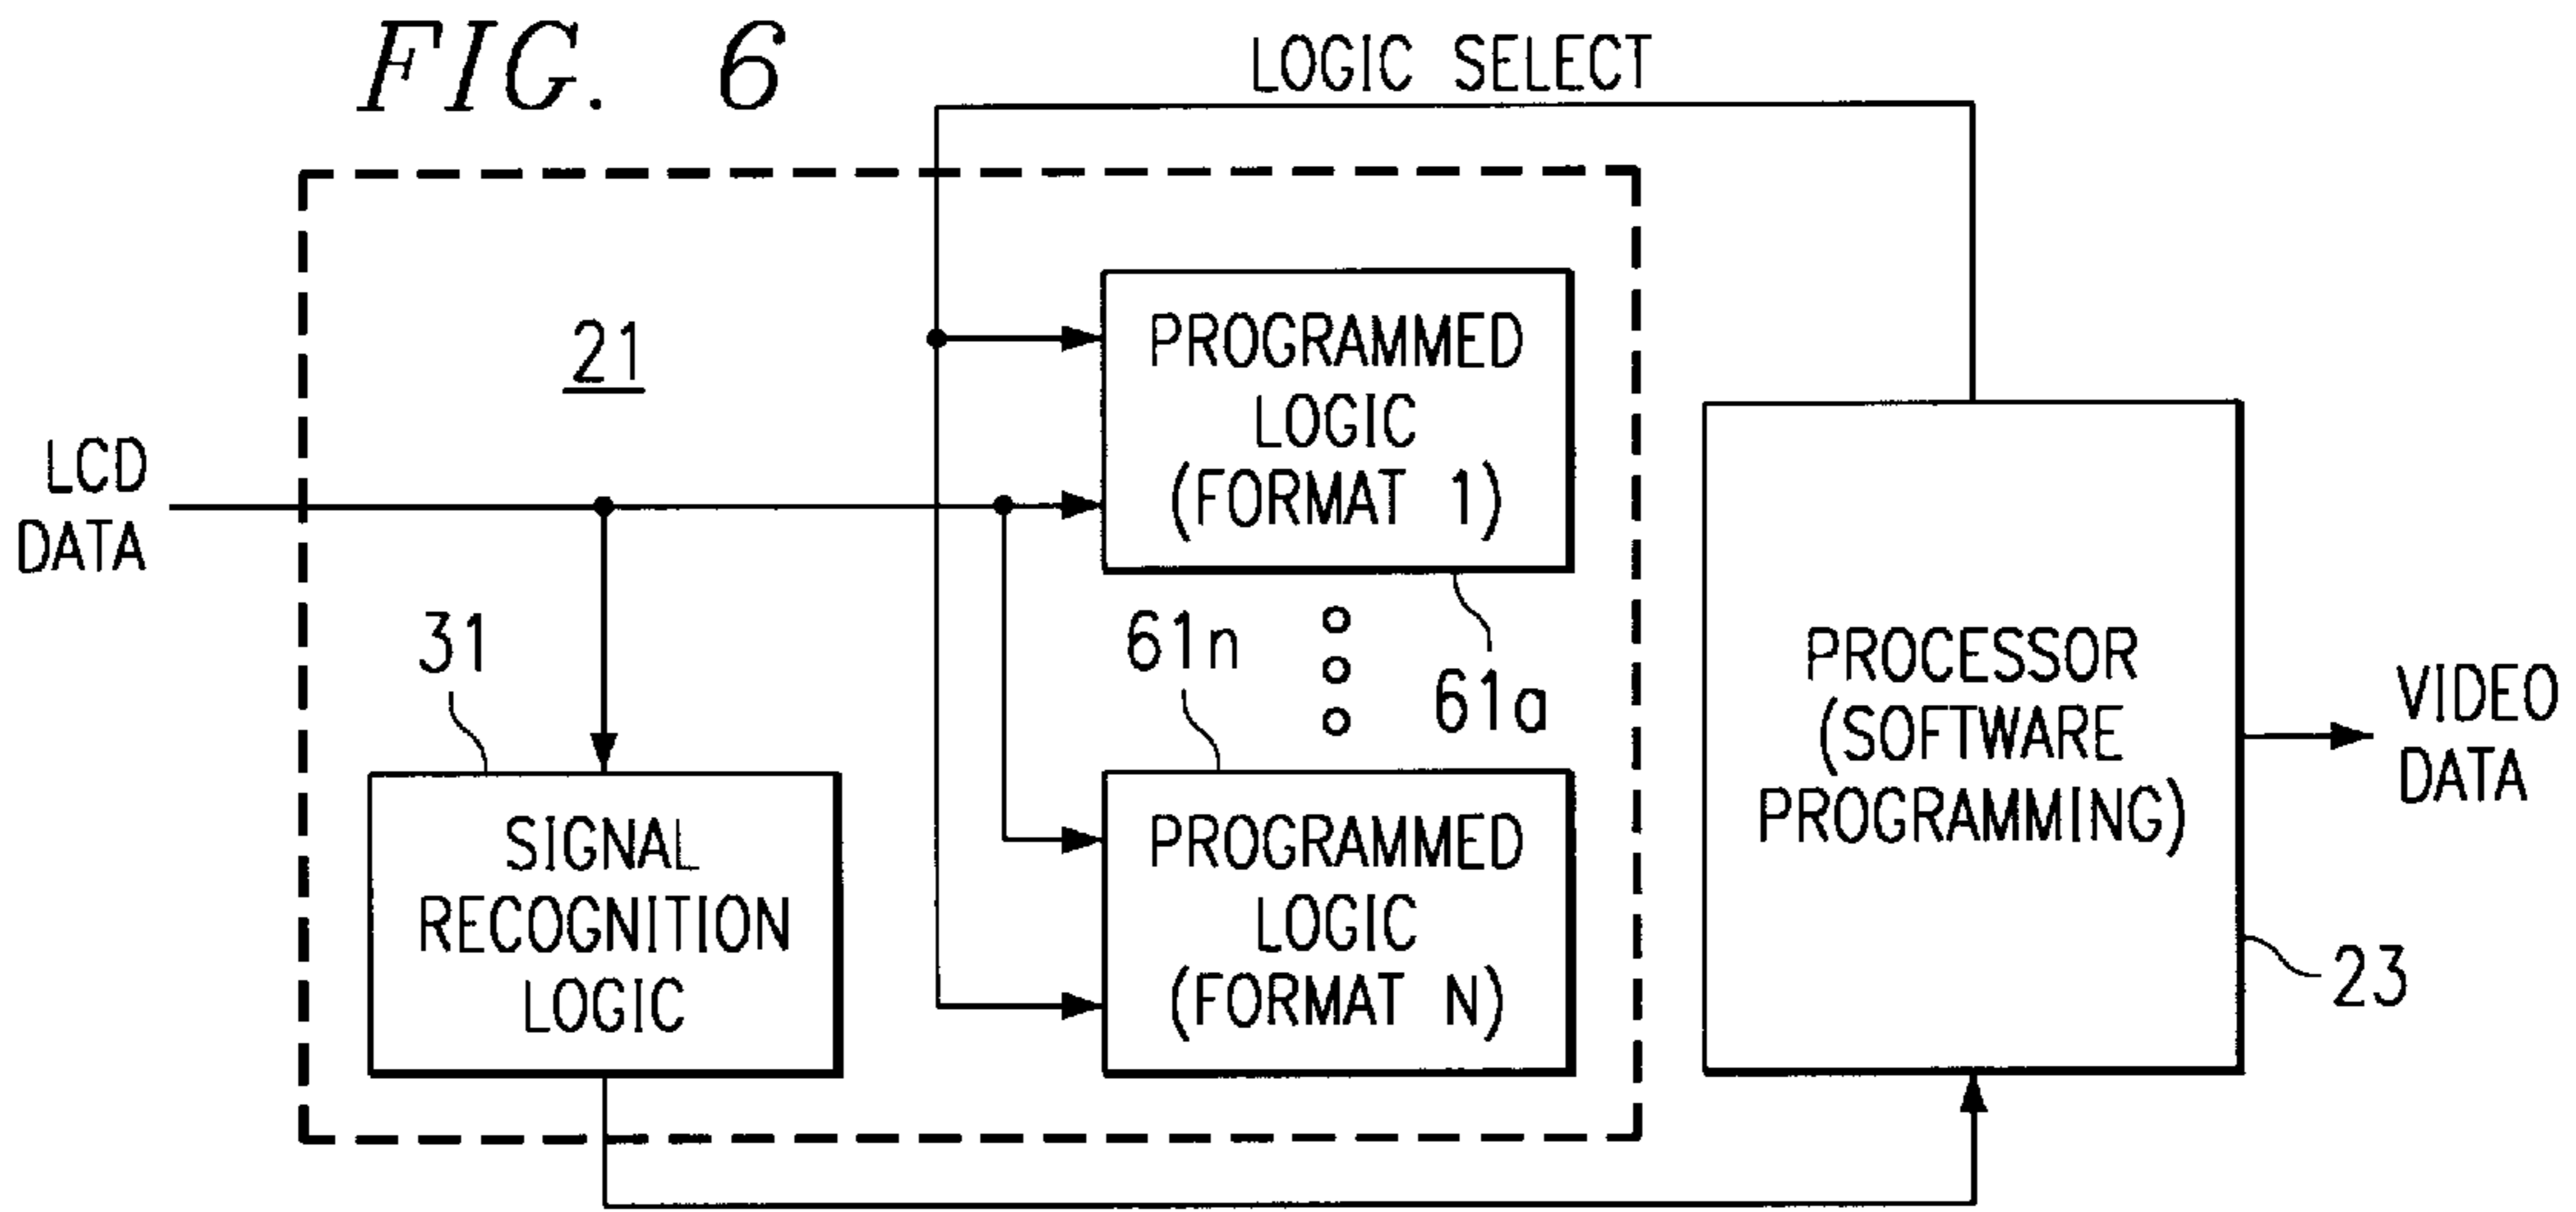 FIG. 6
LOGIC SELECT
21
LCD
DATA
PROGRAMMED
LOGIC
(FORMAT 1)
61a
61n
31
SIGNAL
RECOGNITION
LOGIC
PROGRAMMED
LOGIC
(FORMAT N)
PROCESSOR
(SOFTWARE
PROGRAMMING)
23
VIDEO
DATA